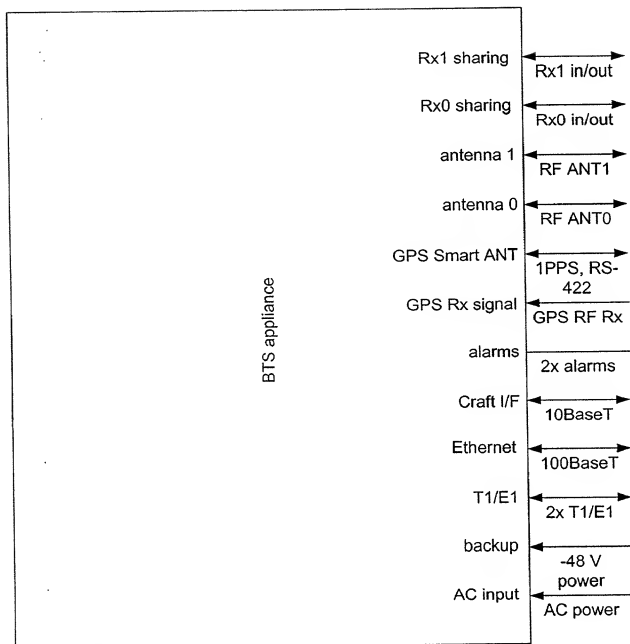 Rx1 sharing
Rx1 in/out
Rx0 sharing
Rx0 in/out
antenna 1
RF ANT1
antenna 0
RF ANT0
GPS Smart ANT
1PPS, RS-
422
GPS Rx signal
GPS RF Rx
BTS appliance
alarms
2x alarms
Craft I/F
10BaseT
Ethernet
100BaseT
T1/E1
2x T1/E1
backup
-48 V
power
AC input
AC power